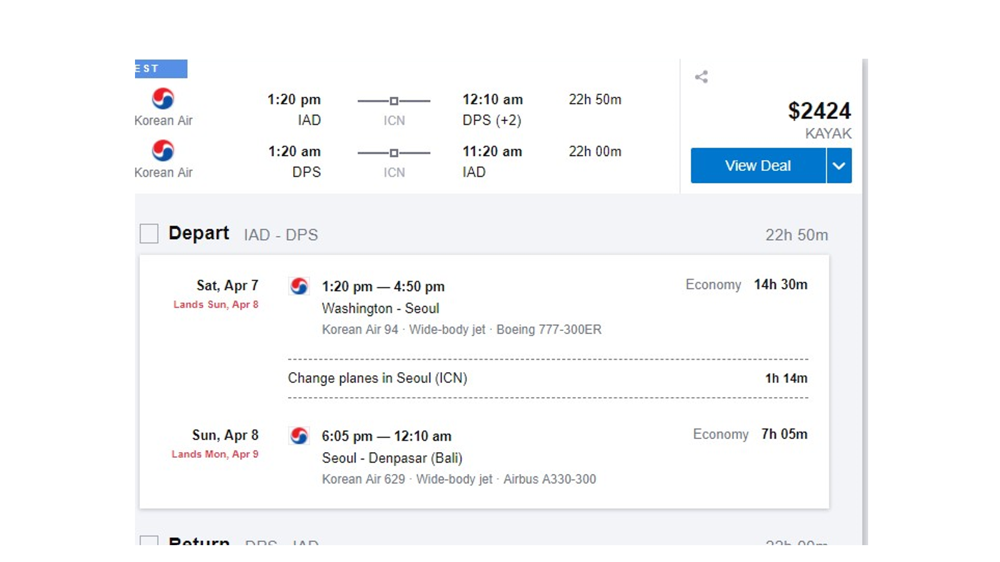 EST
1:20 pm 12:10 am 22h 50m
Korean Air IAD ICN DPS (+2)
$2424
KAYAK
1:20 am 11:20 am 22h 00m
Korean Air DPS ICN IAD
View Deal
Depart IAD - DPS 22h 50m
Sat, Apr 7 1:20 pm — 4:50 pm Economy 14h 30m
Lands Sun, Apr 8 Washington - Seoul
Korean Air 94 · Wide-body jet · Boeing 777-300ER
Change planes in Seoul (ICN) 1h 14m
Sun, Apr 8 6:05 pm — 12:10 am Economy 7h 05m
Lands Mon, Apr 9 Seoul - Denpasar (Bali)
Korean Air 629 · Wide-body jet · Airbus A330-300
Return DPS - IAD 22h 00m